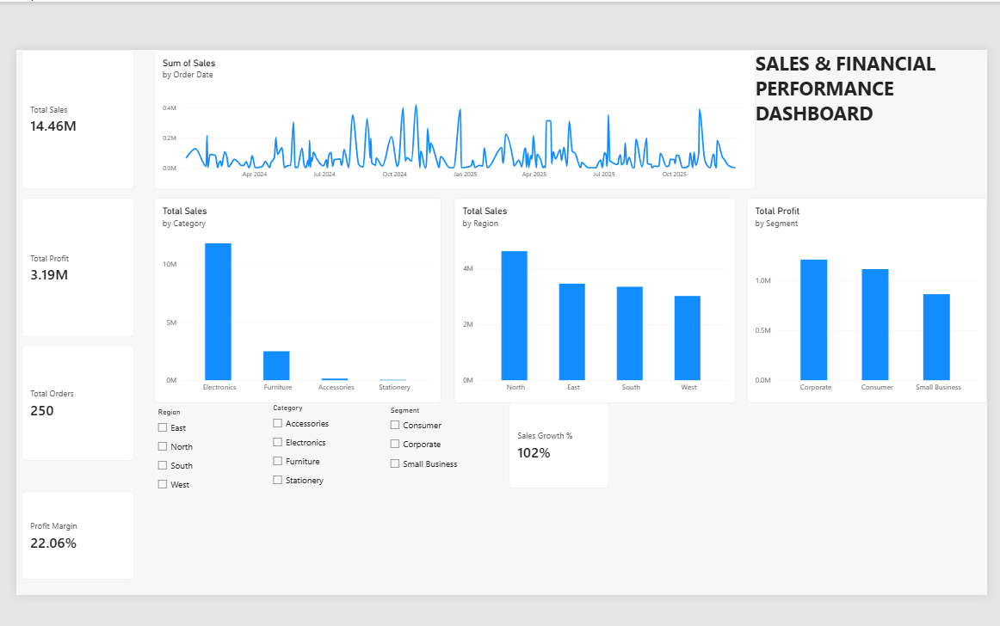 Total Sales
14.46M
Sum of Sales
by Order Date
0.4M
0.2M
0.0M
Apr 2024
Jul 2024
Oct 2024
Jan 2025
Apr 2025
Jul 2025
Oct 2025
SALES & FINANCIAL
PERFORMANCE
DASHBOARD
Total Profit
3.19M
Total Sales
by Category
10M
5M
0M
Electronics
Furniture
Accessories
Stationery
Total Sales
by Region
4M
2M
0M
North
East
South
West
Total Profit
by Segment
1.0M
0.5M
0.0M
Corporate
Consumer
Small Business
Total Orders
250
Region
East
North
South
West
Category
Accessories
Electronics
Furniture
Stationery
Segment
Consumer
Corporate
Small Business
Sales Growth %
102%
Profit Margin
22.06%